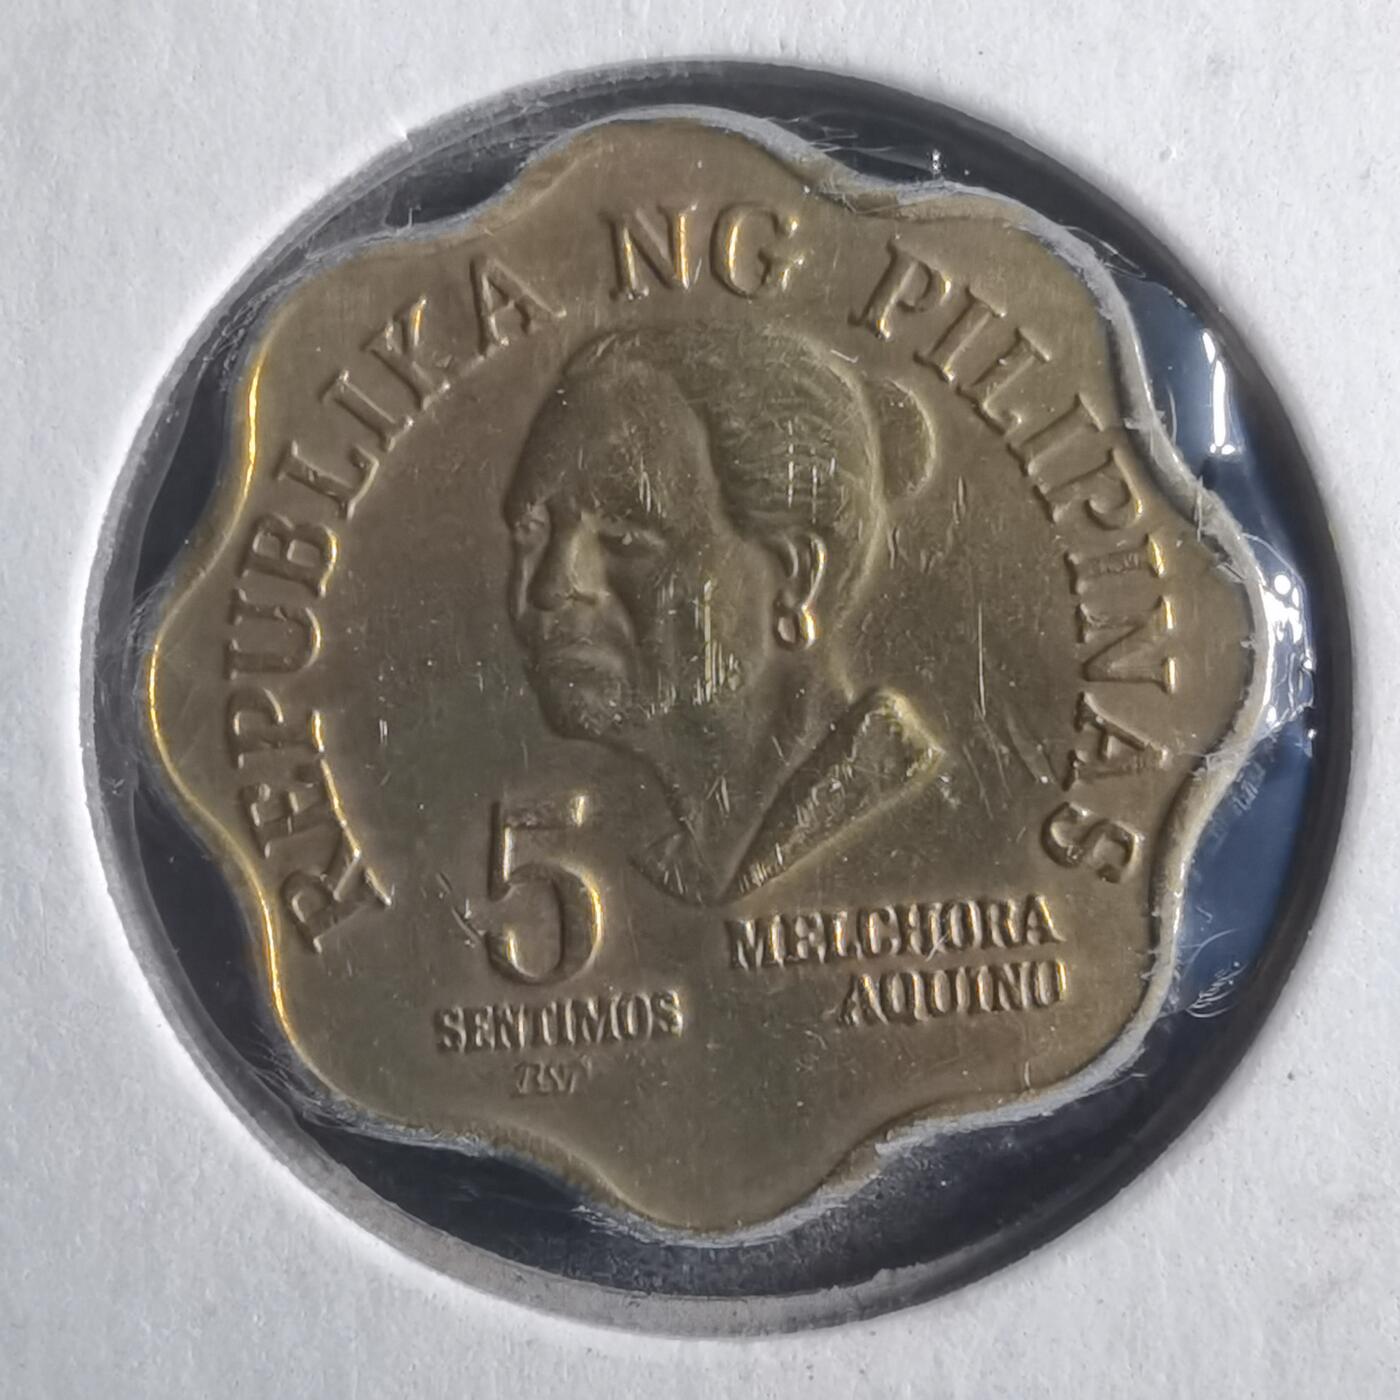 REPUBLIKA NG PILIPINAS
5
SENTIMOS
MELCHORA
AQUINO